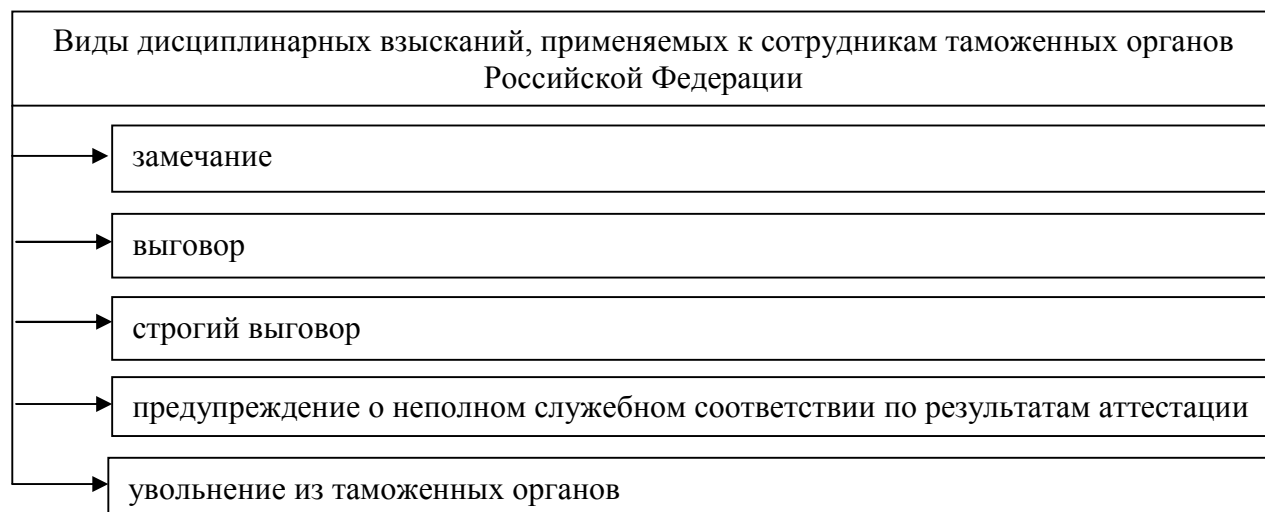 Виды дисциплинарных взысканий, применяемых к сотрудникам таможенных органов
Российской Федерации
замечание
выговор
строгий выговор
предупреждение о неполном служебном соответствии по результатам аттестации
увольнение из таможенных органов